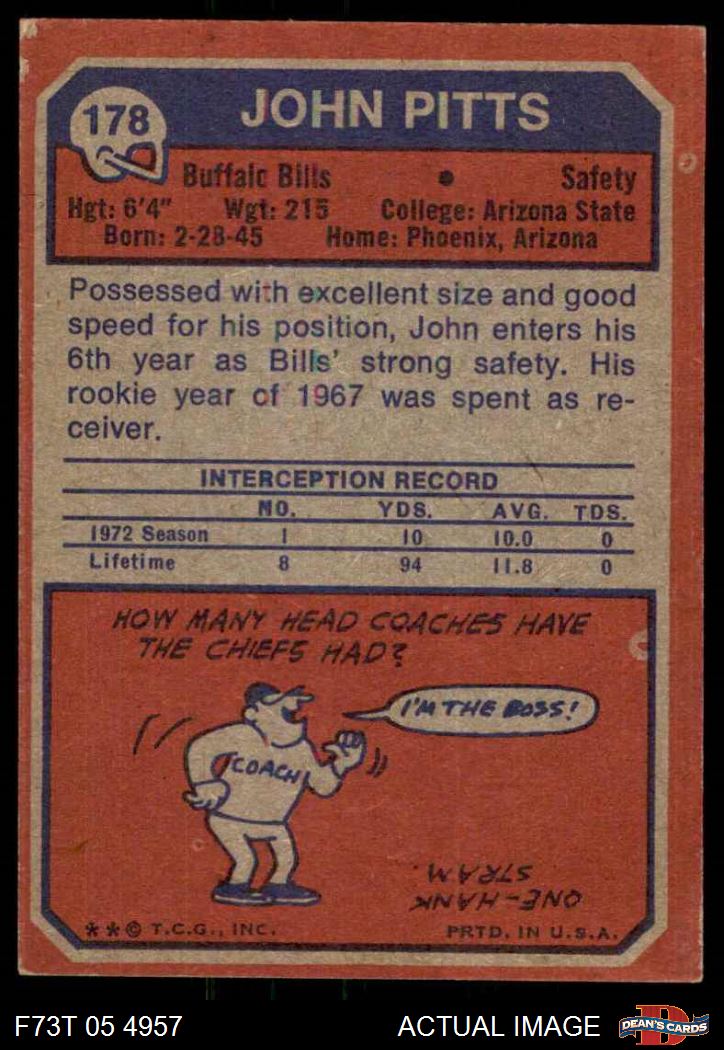 178
JOHN PITTS
Buffalo Bills • Safety
Hgt: 6'4" Wgt: 215 College: Arizona State
Born: 2-28-45 Home: Phoenix, Arizona
Possessed with excellent size and good
speed for his position, John enters his
6th year as Bills' strong safety. His
rookie year of 1967 was spent as re-
ceiver.
INTERCEPTION RECORD
NO. YDS. AVG. TDS.
1972 Season 1 10 10.0 0
Lifetime 8 94 11.8 0
HOW MANY HEAD COACHES HAVE
THE CHIEFS HAD?
I'M THE BOSS!
COACH
ONE-HANK
STRAM.
**© T.C.G., INC. PRTD. IN U.S.A.
F73T 05 4957 ACTUAL IMAGE
D
DEAN'S CARDS